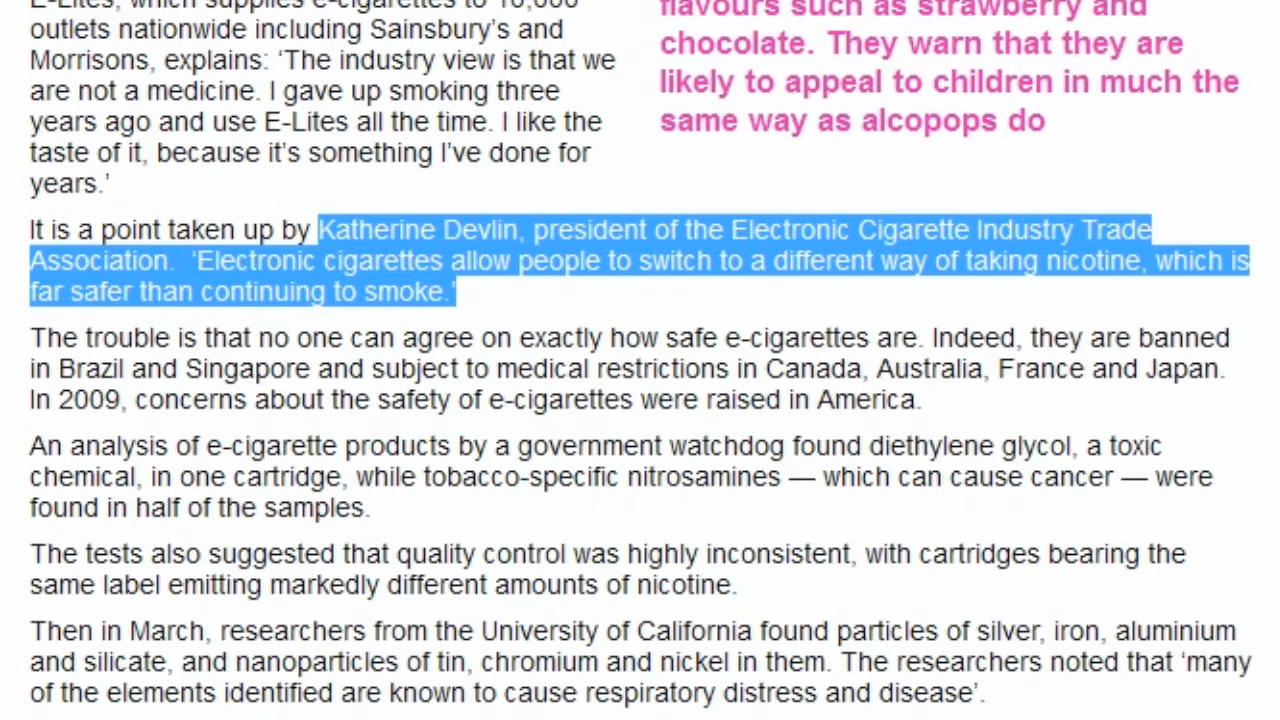 E-Lites, which supplies e-cigarettes to 10,000
outlets nationwide including Sainsbury's and
Morrisons, explains: 'The industry view is that we
are not a medicine. I gave up smoking three
years ago and use E-Lites all the time. I like the
taste of it, because it's something I've done for
years.'
flavours such as strawberry and
chocolate. They warn that they are
likely to appeal to children in much the
same way as alcopops do
It is a point taken up by Katherine Devlin, president of the Electronic Cigarette Industry Trade
Association.  'Electronic cigarettes allow people to switch to a different way of taking nicotine, which is
far safer than continuing to smoke.'
The trouble is that no one can agree on exactly how safe e-cigarettes are. Indeed, they are banned
in Brazil and Singapore and subject to medical restrictions in Canada, Australia, France and Japan.
In 2009, concerns about the safety of e-cigarettes were raised in America.
An analysis of e-cigarette products by a government watchdog found diethylene glycol, a toxic
chemical, in one cartridge, while tobacco-specific nitrosamines — which can cause cancer — were
found in half of the samples.
The tests also suggested that quality control was highly inconsistent, with cartridges bearing the
same label emitting markedly different amounts of nicotine.
Then in March, researchers from the University of California found particles of silver, iron, aluminium
and silicate, and nanoparticles of tin, chromium and nickel in them. The researchers noted that 'many
of the elements identified are known to cause respiratory distress and disease'.